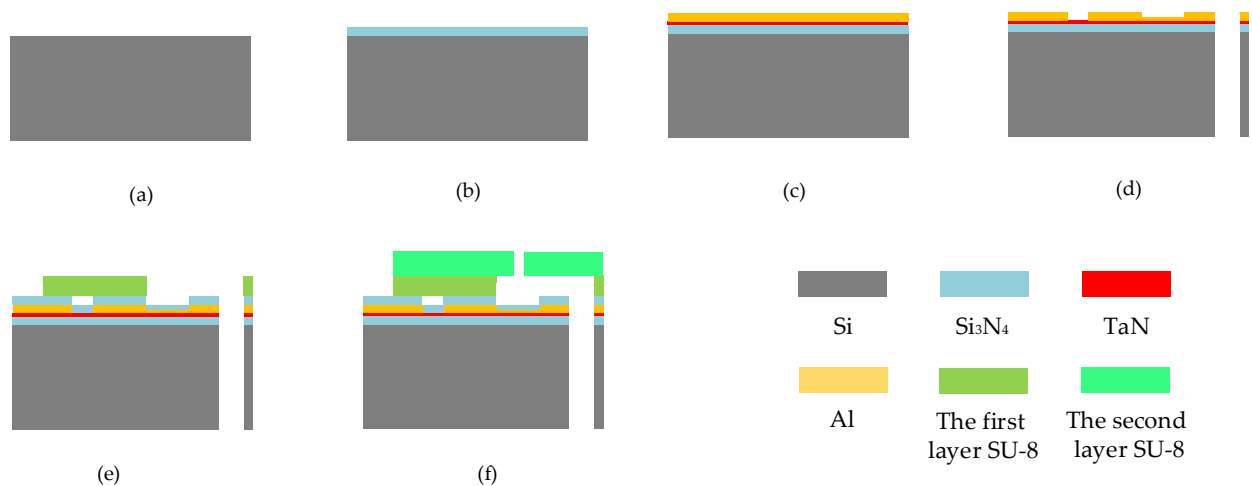 (a)
(b)
(c)
(d)
(e)
(f)
Si
Si₃N₄
TaN
Al
The first
layer SU-8
The second
layer SU-8